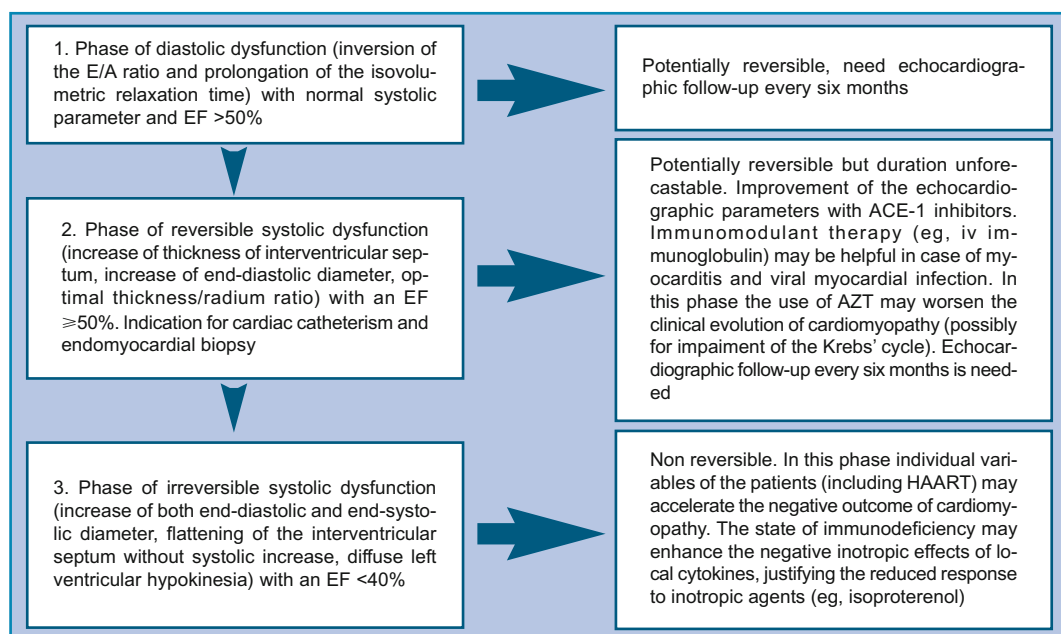 1. Phase of diastolic dysfunction (inversion of
the E/A ratio and prolongation of the isovolu-
metric relaxation time) with normal systolic
parameter and EF >50%
Potentially reversible, need echocardiogra-
phic follow-up every six months
2. Phase of reversible systolic dysfunction
(increase of thickness of interventricular sep-
tum, increase of end-diastolic diameter, op-
timal thickness/radium ratio) with an EF
⩾50%. Indication for cardiac catheterism and
endomyocardial biopsy
Potentially reversible but duration unfore-
castable. Improvement of the echocardio-
graphic parameters with ACE-1 inhibitors.
Immunomodulant therapy (eg, iv im-
munoglobulin) may be helpful in case of my-
ocarditis and viral myocardial infection. In
this phase the use of AZT may worsen the
clinical evolution of cardiomyopathy (possibly
for impaiment of the Krebs' cycle). Echocar-
diographic follow-up every six months is need-
ed
3. Phase of irreversible systolic dysfunction
(increase of both end-diastolic and end-systo-
lic diameter, flattening of the interventricular
septum without systolic increase, diffuse left
ventricular hypokinesia) with an EF <40%
Non reversible. In this phase individual vari-
ables of the patients (including HAART) may
accelerate the negative outcome of cardiomy-
opathy. The state of immunodeficiency may
enhance the negative inotropic effects of lo-
cal cytokines, justifying the reduced response
to inotropic agents (eg, isoproterenol)